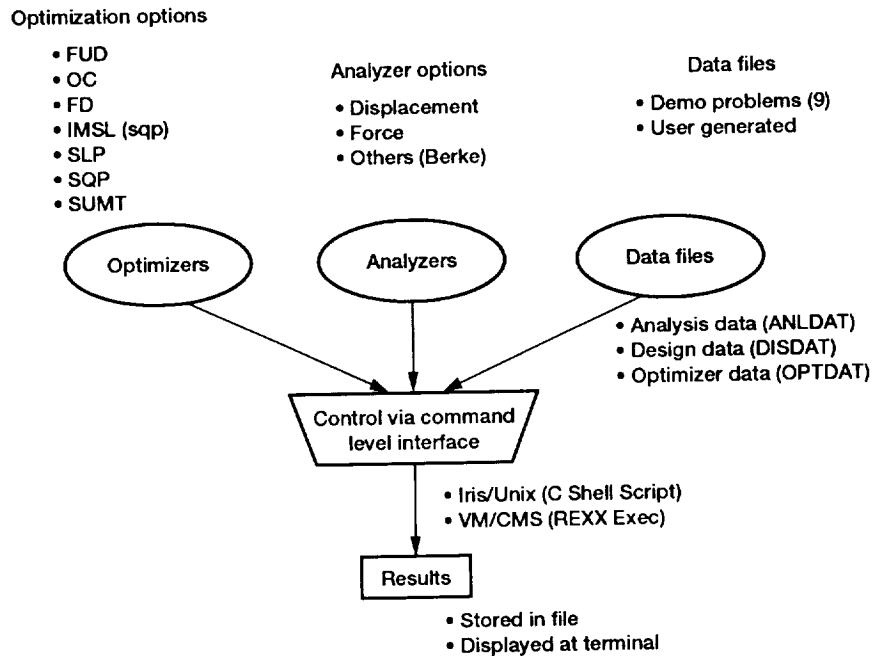 Optimization options
• FUD
• OC
• FD
• IMSL (sqp)
• SLP
• SQP
• SUMT
Analyzer options
• Displacement
• Force
• Others (Berke)
Data files
• Demo problems (9)
• User generated
Optimizers
Analyzers
Data files
• Analysis data (ANLDAT)
• Design data (DISDAT)
• Optimizer data (OPTDAT)
Control via command
level interface
• Iris/Unix (C Shell Script)
• VM/CMS (REXX Exec)
Results
• Stored in file
• Displayed at terminal